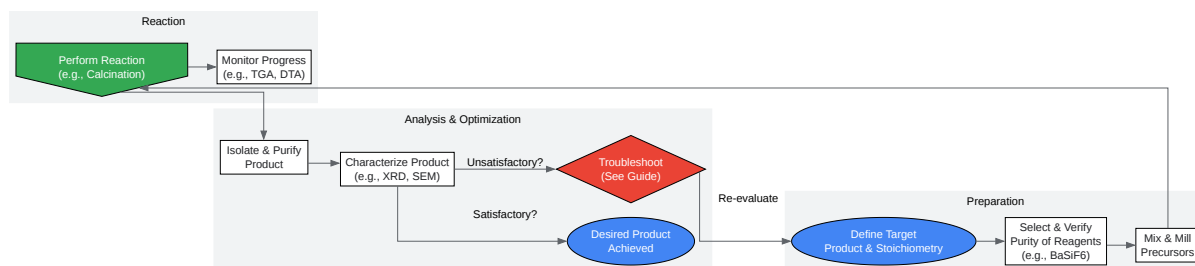 Reaction
Perform Reaction
(e.g., Calcination)
Monitor Progress
(e.g., TGA, DTA)
Analysis & Optimization
Isolate & Purify
Product
Characterize Product
(e.g., XRD, SEM)
Unsatisfactory?
Troubleshoot
(See Guide)
Satisfactory?
Desired Product
Achieved
Re-evaluate
Preparation
Define Target
Product & Stoichiometry
Select & Verify
Purity of Reagents
(e.g., BaSiF6)
Mix & Mill
Precursors